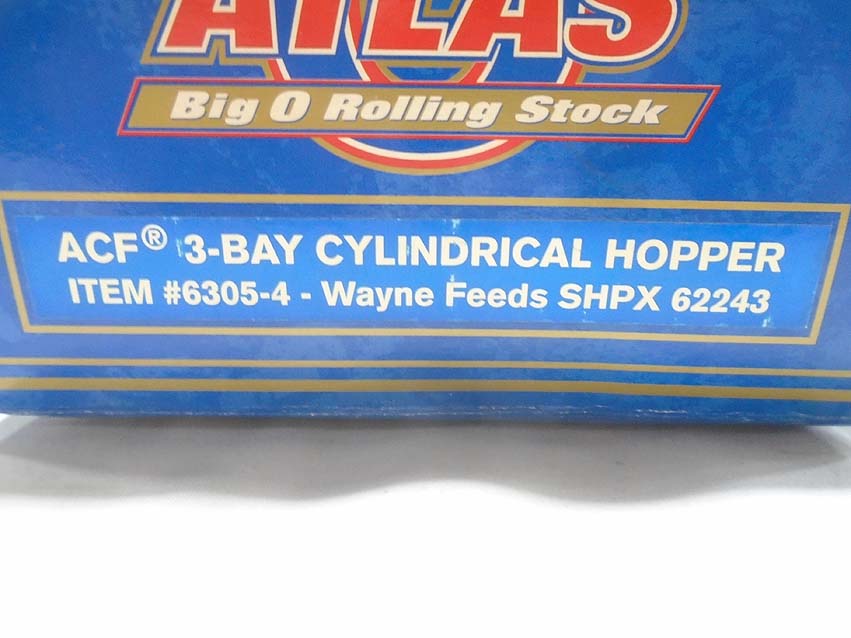 ATLAS
Big O Rolling Stock
ACF® 3-BAY CYLINDRICAL HOPPER
ITEM #6305-4 - Wayne Feeds SHPX 62243